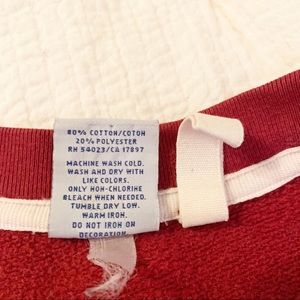 80% COTTON/COTON
20% POLYESTER
RH 54023/CA 17897
MACHINE WASH COLD.
WASH AND DRY WITH
LIKE COLORS.
ONLY NON-CHLORINE
BLEACH WHEN NEEDED.
TUMBLE DRY LOW.
WARM IRON.
DO NOT IRON ON
DECORATION.